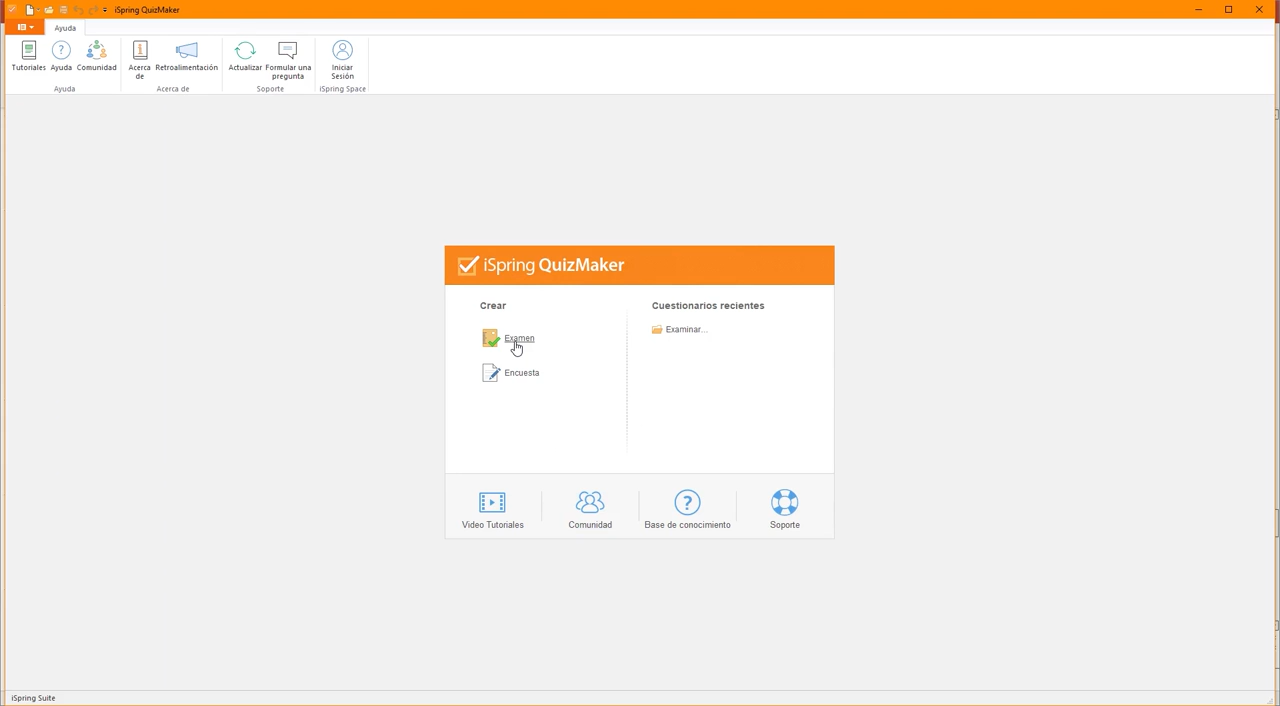 iSpring QuizMaker
Ayuda
Tutoriales
Ayuda
Comunidad
Acerca
de
Retroalimentación
Actualizar
Formular una
pregunta
Iniciar
Sesión
Ayuda
Acerca de
Soporte
iSpring Space
iSpring QuizMaker
Crear
Cuestionarios recientes
Examen
Examinar...
Encuesta
Video Tutoriales
Comunidad
Base de conocimiento
Soporte
iSpring Suite